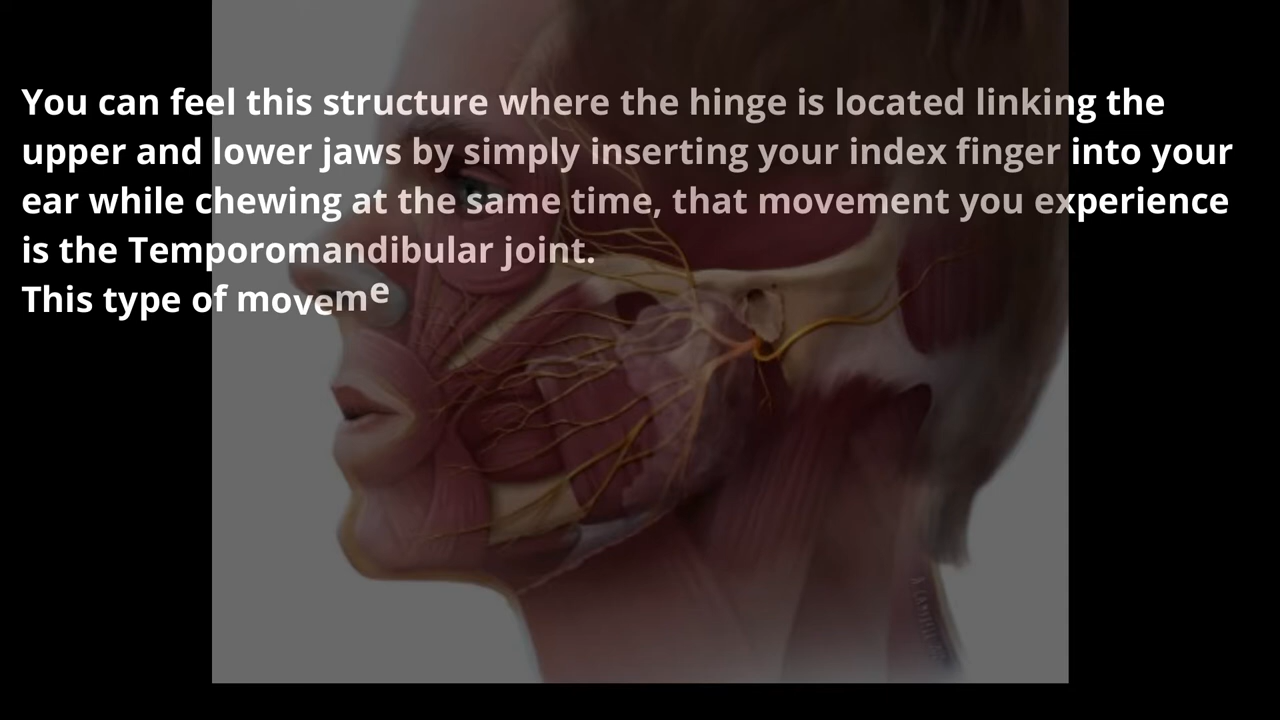 You can feel this structure where the hinge is located linking the
upper and lower jaws by simply inserting your index finger into your
ear while chewing at the same time, that movement you experience
is the Temporomandibular joint.
This type of moveme